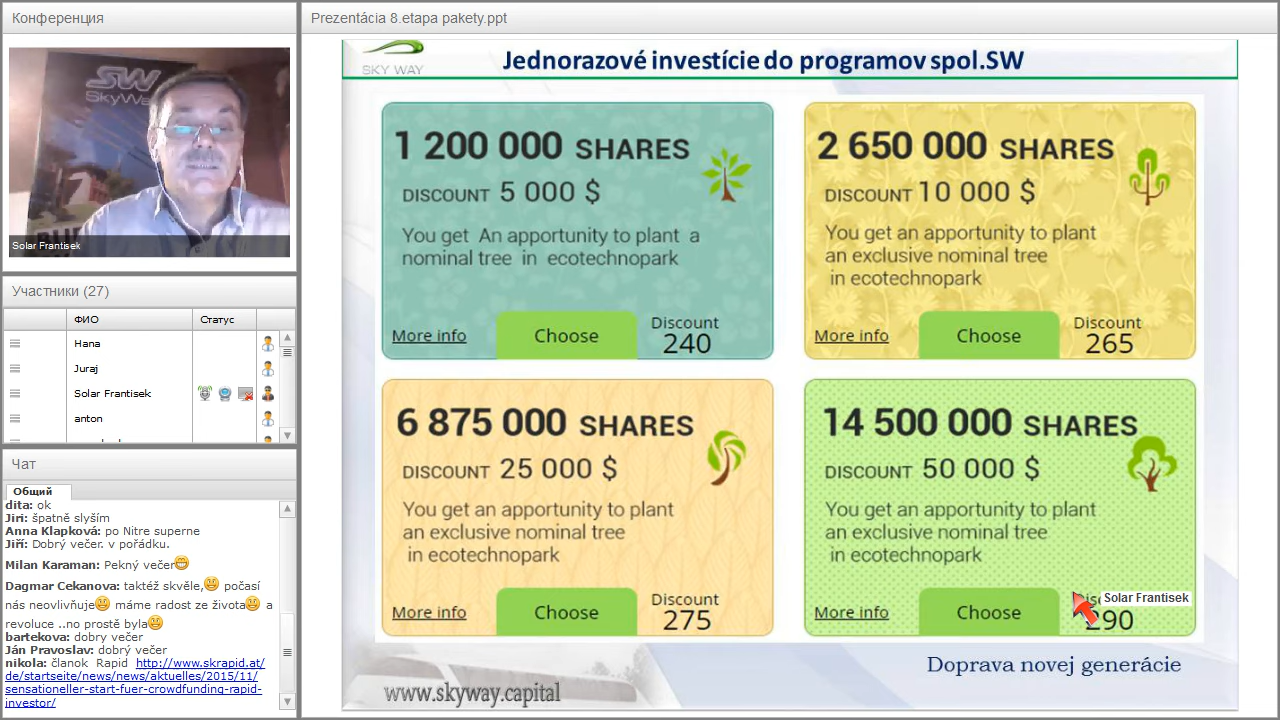 Конференция
SW
SkyWay
Solar Frantisek
Участники (27)
ФИО
Статус
Hana
Juraj
Solar Frantisek
anton
Чат
Общий
dita: ok
Jiří: špatně slyším
Anna Klapková: po Nitre superne
Jiří: Dobrý večer. v pořádku.
Milan Karaman: Pekný večer
Dagmar Cekanova: taktéž skvěle, počasí
nás neovlivňuje máme radost ze života a
revoluce ..no prostě byla
bartekova: dobry večer
Ján Pravoslav: dobrý večer
nikola: članok Rapid http://www.skrapid.at/
de/startseite/news/news/aktuelles/2015/11/
sensationeller-start-fuer-crowdfunding-rapid-
investor/
Prezentácia 8.etapa pakety.ppt
SKY WAY
Jednorazové investície do programov spol.SW
1 200 000 SHARES
DISCOUNT 5 000 $
You get An apportunity to plant a
nominal tree in ecotechnopark
More info
Choose
Discount
240
2 650 000 SHARES
DISCOUNT 10 000 $
You get an apportunity to plant
an exclusive nominal tree
in ecotechnopark
More info
Choose
Discount
265
6 875 000 SHARES
DISCOUNT 25 000 $
You get an apportunity to plant
an exclusive nominal tree
in ecotechnopark
More info
Choose
Discount
275
14 500 000 SHARES
DISCOUNT 50 000 $
You get an apportunity to plant
an exclusive nominal tree
in ecotechnopark
More info
Choose
Solar Frantisek
290
Doprava novej generácie
www.skyway.capital